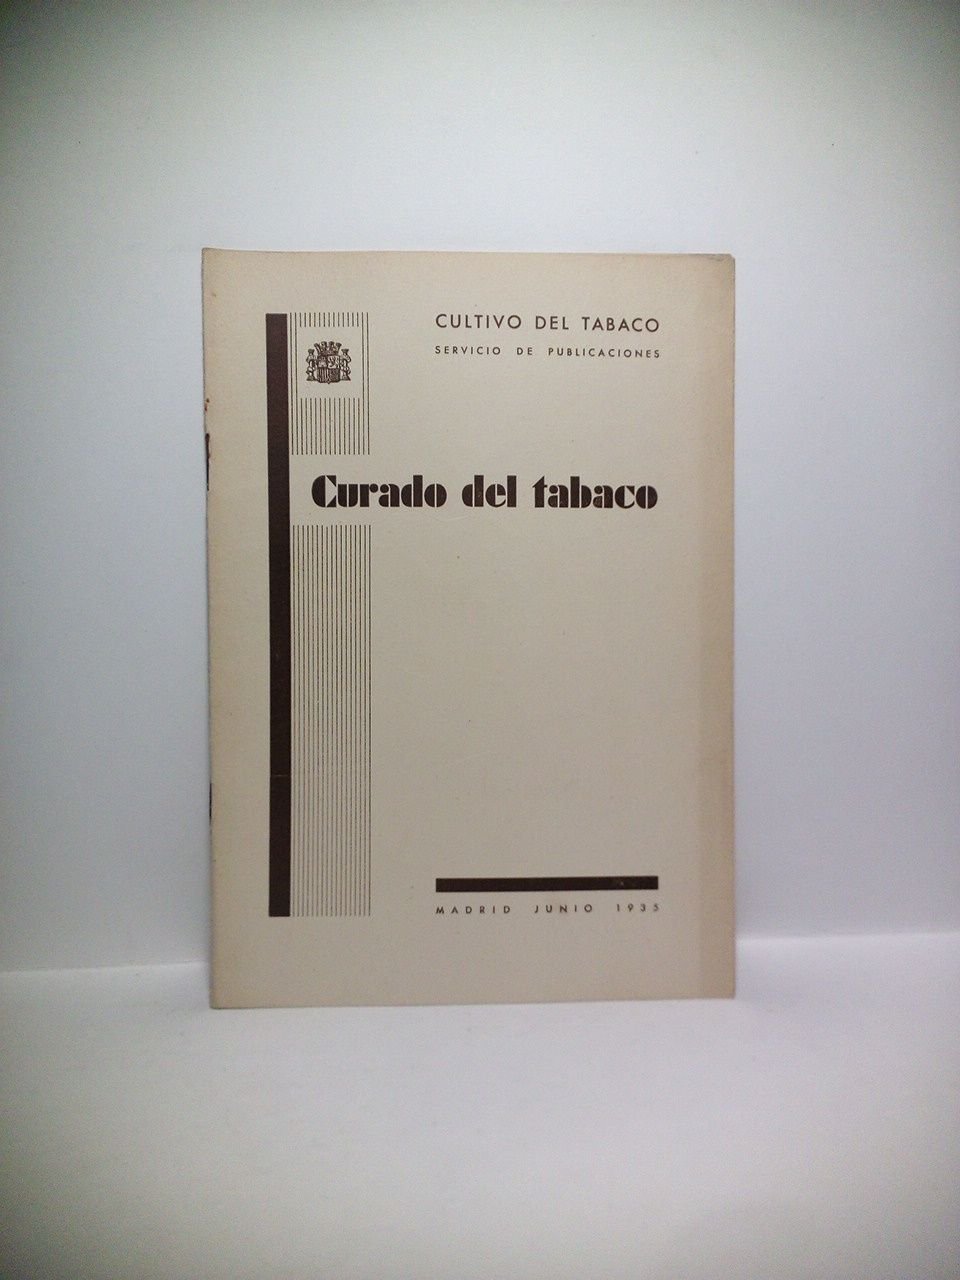 CULTIVO DEL TABACO
SERVICIO DE PUBLICACIONES
Curado del tabaco
MADRID JUNIO 1935